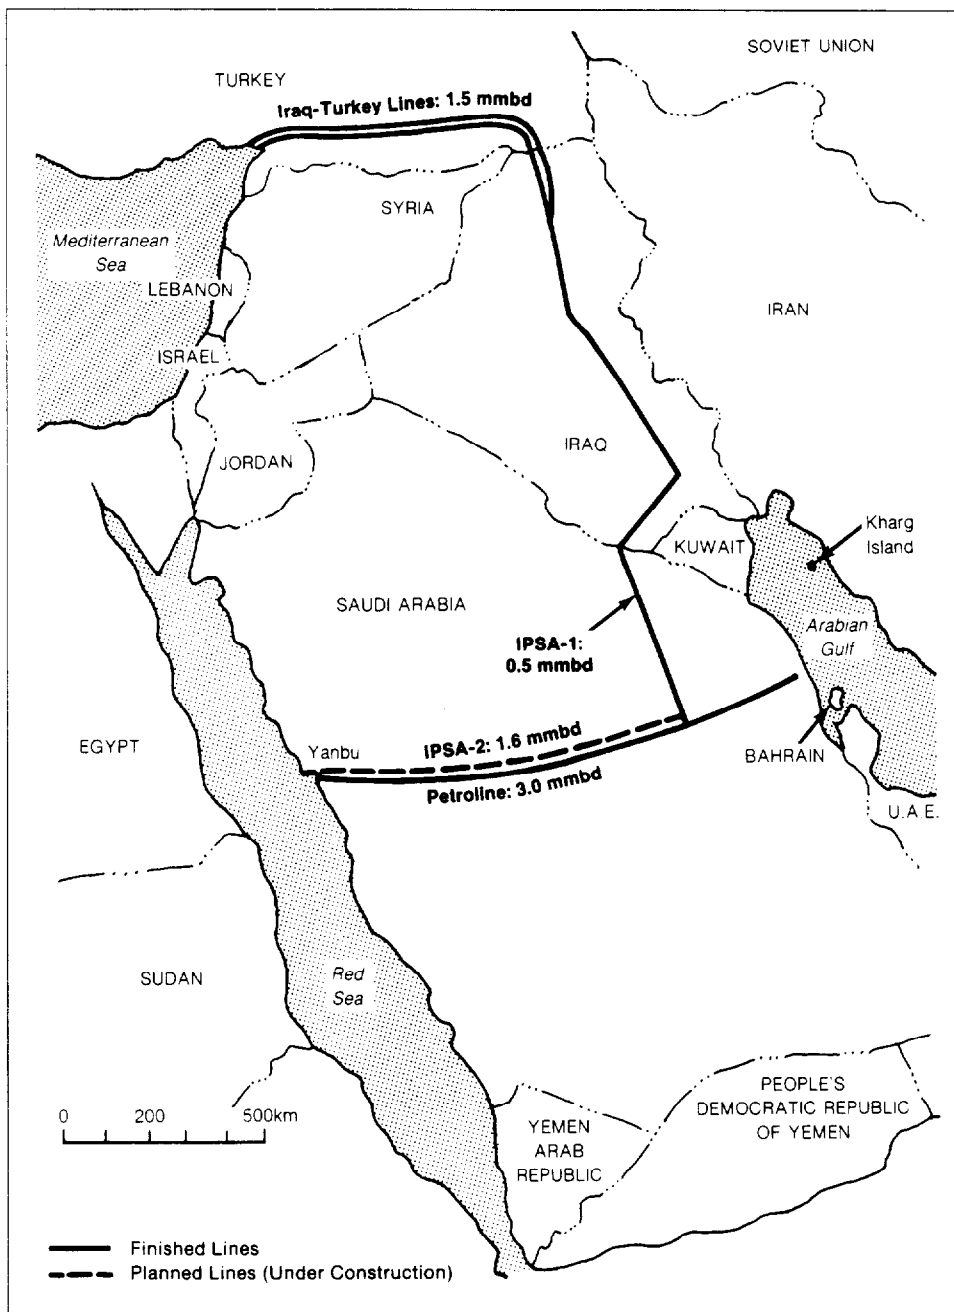 SOVIET UNION
TURKEY
Iraq-Turkey Lines: 1.5 mmbd
SYRIA
Mediterranean
Sea
LEBANON
IRAN
ISRAEL
IRAQ
JORDAN
Kharg
Island
KUWAIT
SAUDI ARABIA
Arabian
Gulf
IPSA-1:
0.5 mmbd
EGYPT
Yanbu
IPSA-2: 1.6 mmbd
BAHRAIN
Petroline: 3.0 mmbd
U.A.E.
SUDAN
Red
Sea
PEOPLE'S
DEMOCRATIC REPUBLIC
OF YEMEN
0 200 500km
YEMEN
ARAB
REPUBLIC
Finished Lines
Planned Lines (Under Construction)